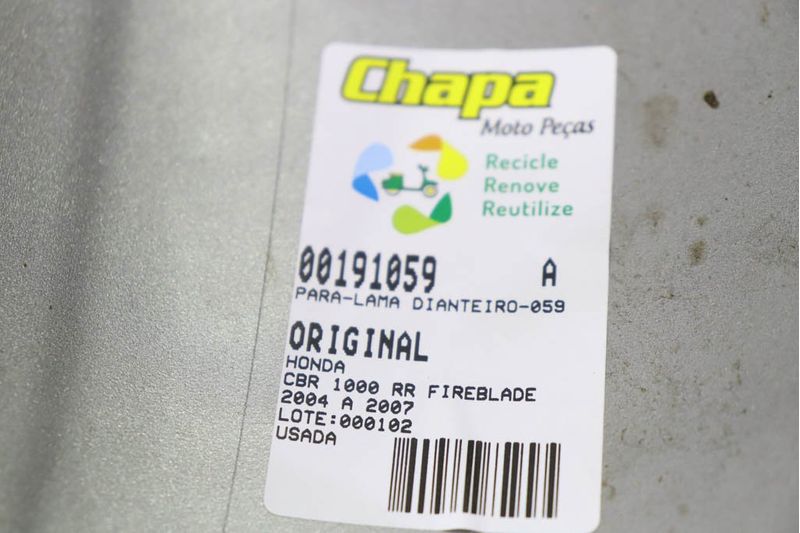 Chapa
Moto Peças
Recicle
Renove
Reutilize
00191059 A
PARA-LAMA DIANTEIRO-059
ORIGINAL
HONDA
CBR 1000 RR FIREBLADE
2004 A 2007
LOTE:000102
USADA